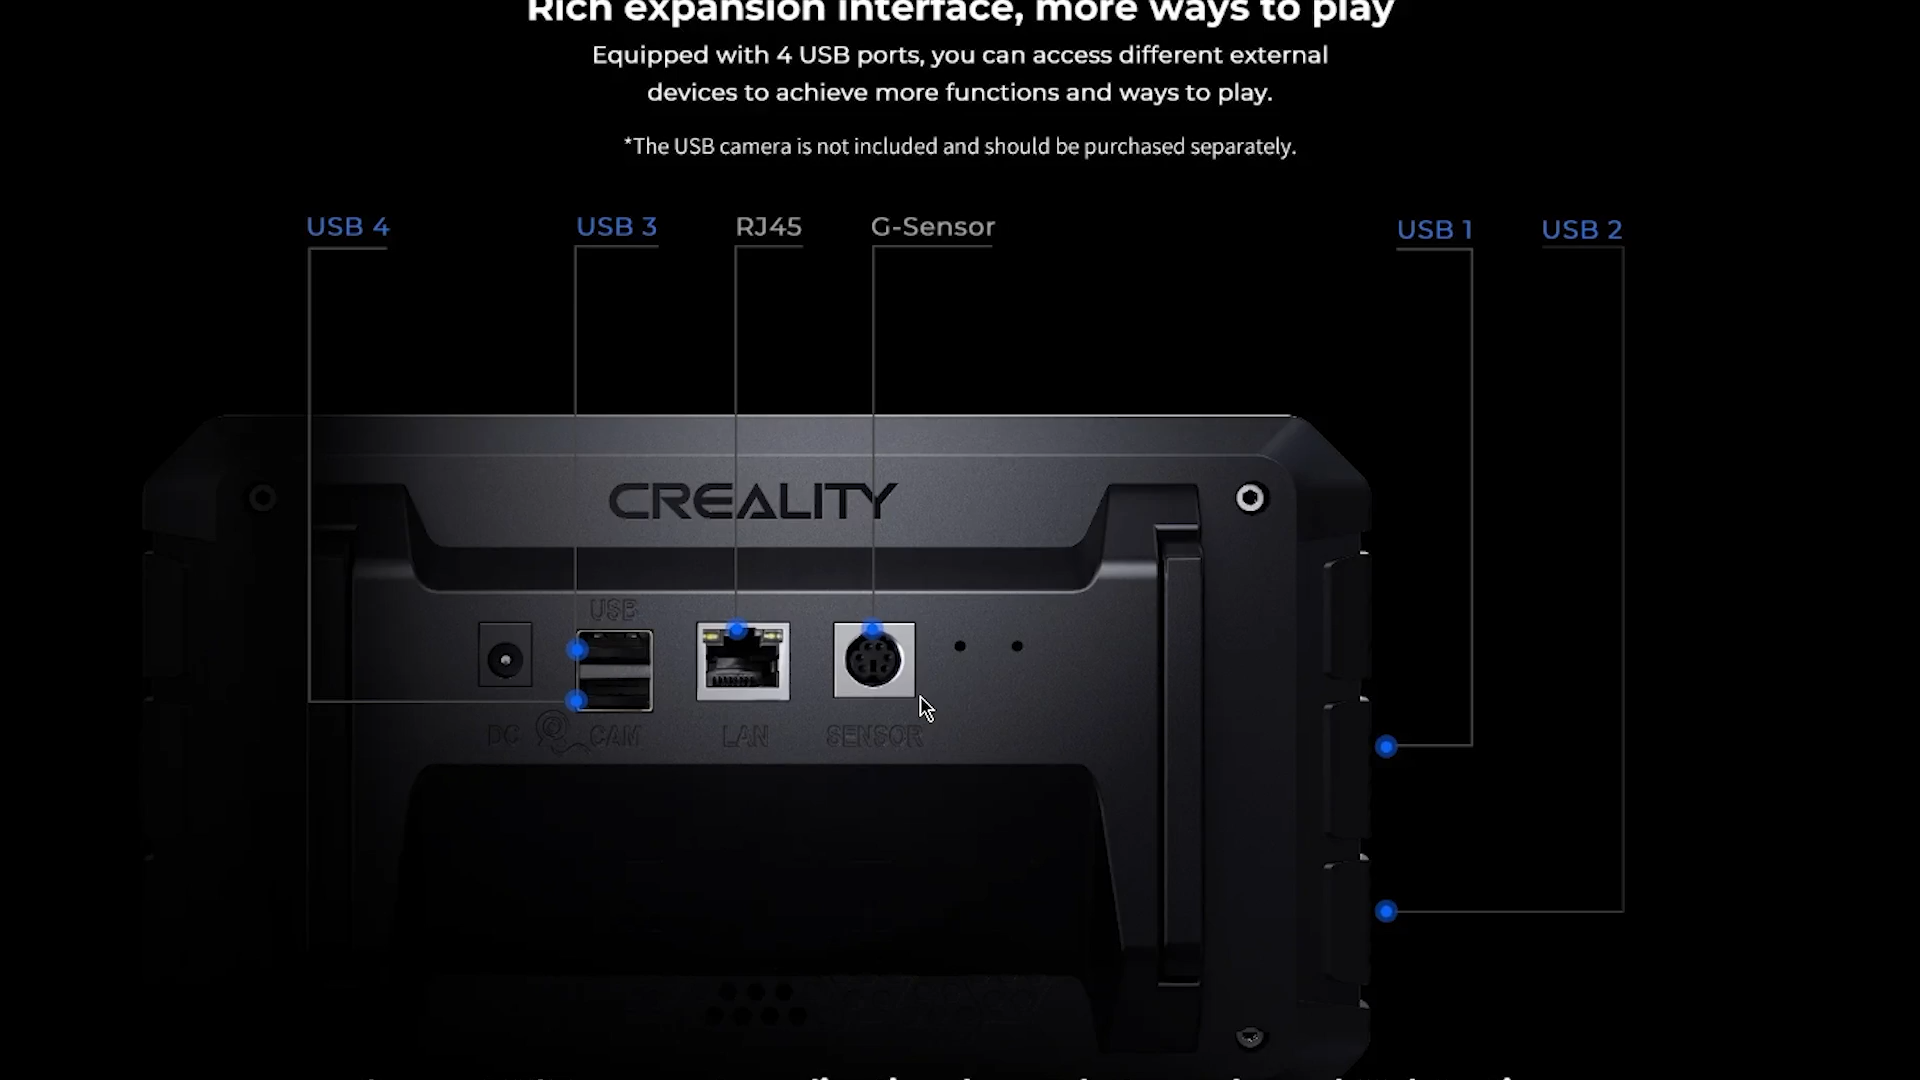 Rich expansion interface, more ways to play
Equipped with 4 USB ports, you can access different external
devices to achieve more functions and ways to play.
*The USB camera is not included and should be purchased separately.
USB 4
USB 3
RJ45
G-Sensor
USB 1
USB 2
CREALITY
USB
DC
CAM
LAN
SENSOR